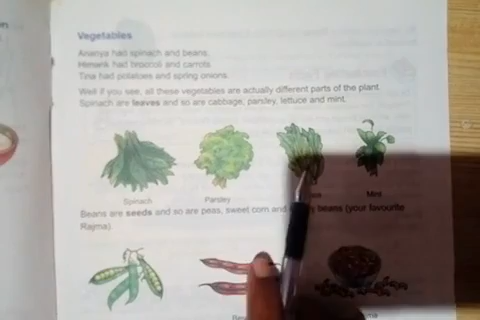 Vegetables
Ananya had spinach and beans.
Himank had broccoli and carrots.
Tina had potatoes and spring onions.
Well if you see, all these vegetables are actually different parts of the plant
Spinach are leaves and so are cabbage, parsley, lettuce and mint.
Spinach
Parsley
Mint
Beans are seeds and so are peas, sweet corn and beans (your favourite
Rajma)